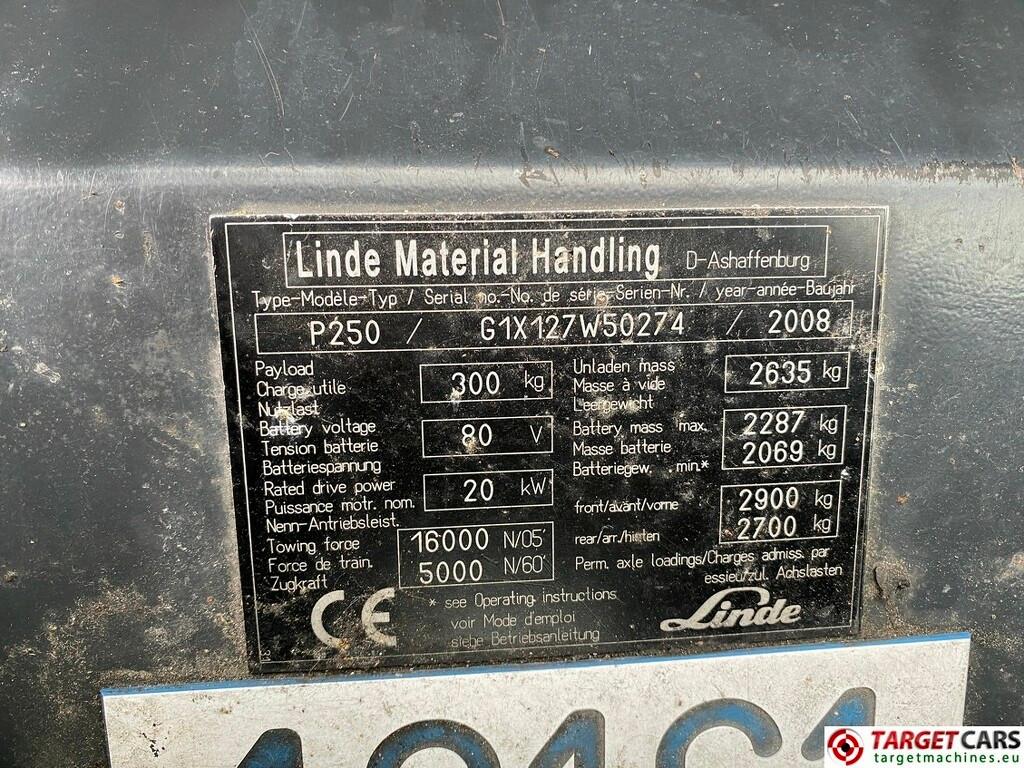 Linde Material Handling D-Ashaffenburg
Type-Modèle-Typ / Serial no.-No. de série-Serien-Nr. / year-année-Baujahr
P250 / G1X127W50274 / 2008
Payload
Charge utile
Nutzlast
300 kg
Battery voltage
Tension batterie
Batteriespannung
80 V
Rated drive power
Puissance motr. nom.
Nenn-Antriebsleist.
20 kW
Towing force
Force de train.
Zugkraft
16000 N/05'
5000 N/60'
Unladen mass
Masse à vide
Leergewicht
2635 kg
Battery mass max.
Masse batterie
Batteriegew. min.*
2287 kg
2069 kg
front/avant/vorne
2900 kg
rear/arr./hinten
2700 kg
Perm. axle loadings/Charges admiss. par
essieu/zul. Achslasten
CE
* see Operating instructions
voir Mode d'emploi
siehe Betriebsanleitung
Linde
TARGETCARS
targetmachines.eu